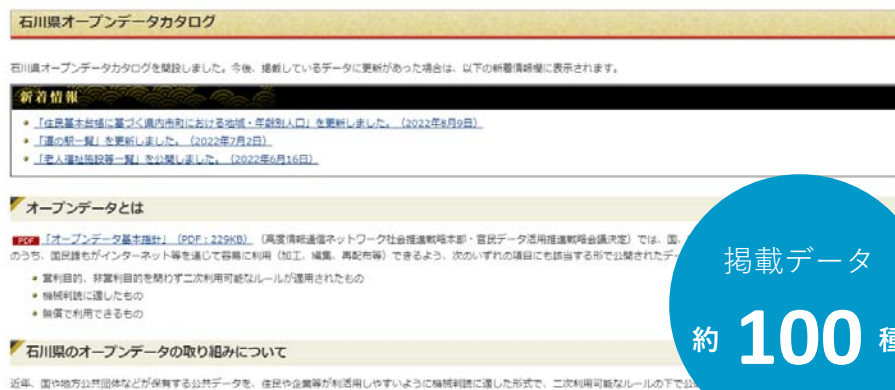 石川県オープンデータカタログ
石川県オープンデータカタログを開設しました。今後、掲載しているデータに更新があった場合は、以下の新着情報欄に表示されます。
新着情報
「住民基本台帳に基づく県内市町における地域・年齢別人口」を更新しました。（2022年8月9日）
「道の駅一覧」を更新しました。（2022年7月2日）
「老人福祉施設等一覧」を公開しました。（2022年6月16日）
オープンデータとは
PDF 「オープンデータ基本指針」（PDF：229KB）（高度情報通信ネットワーク社会推進戦略本部・官民データ活用推進戦略会議決定）では、国、
のうち、国民誰もがインターネット等を通じて容易に利用（加工、編集、再配布等）できるよう、次のいずれの項目にも該当する形で公開されたデー
営利目的、非営利目的を問わず二次利用可能なルールが適用されたもの
機械判読に適したもの
無償で利用できるもの
掲載データ
約 100 種
石川県のオープンデータの取り組みについて
近年、国や地方公共団体などが保有する公共データを、住民や企業等が利活用しやすいように機械判読に適した形式で、二次利用可能なルールの下で公